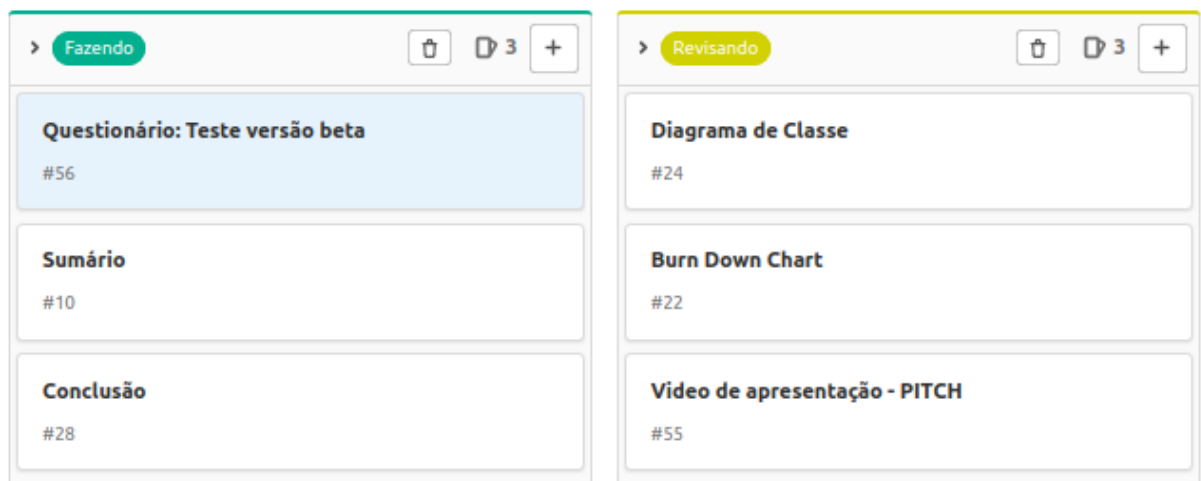 Fazendo
3
Questionário: Teste versão beta
#56
Sumário
#10
Conclusão
#28
Revisando
3
Diagrama de Classe
#24
Burn Down Chart
#22
Video de apresentação - PITCH
#55